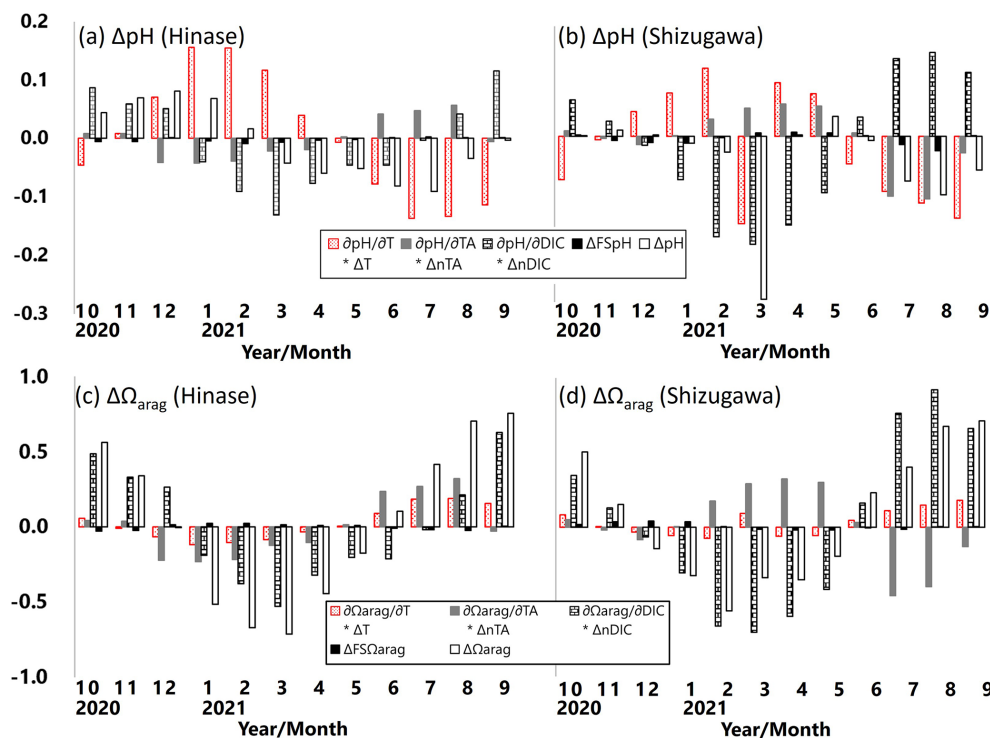 (a) ΔpH (Hinase)
(b) ΔpH (Shizugawa)
0.2
0.1
0.0
-0.1
-0.2
-0.3
∂pH/∂T ∂pH/∂TA ∂pH/∂DIC ΔFSpH ΔpH
* ΔT * ΔnTA * ΔnDIC
10 11 12 1 2 3 4 5 6 7 8 9
2020 2021
Year/Month
10 11 12 1 2 3 4 5 6 7 8 9
2020 2021
Year/Month
(c) ΔΩarag (Hinase)
(d) ΔΩarag (Shizugawa)
1.0
0.5
0.0
-0.5
-1.0
∂Ωarag/∂T ∂Ωarag/∂TA ∂Ωarag/∂DIC
* ΔT * ΔnTA * ΔnDIC
ΔFSΩarag ΔΩarag
10 11 12 1 2 3 4 5 6 7 8 9
2020 2021
Year/Month
10 11 12 1 2 3 4 5 6 7 8 9
2020 2021
Year/Month